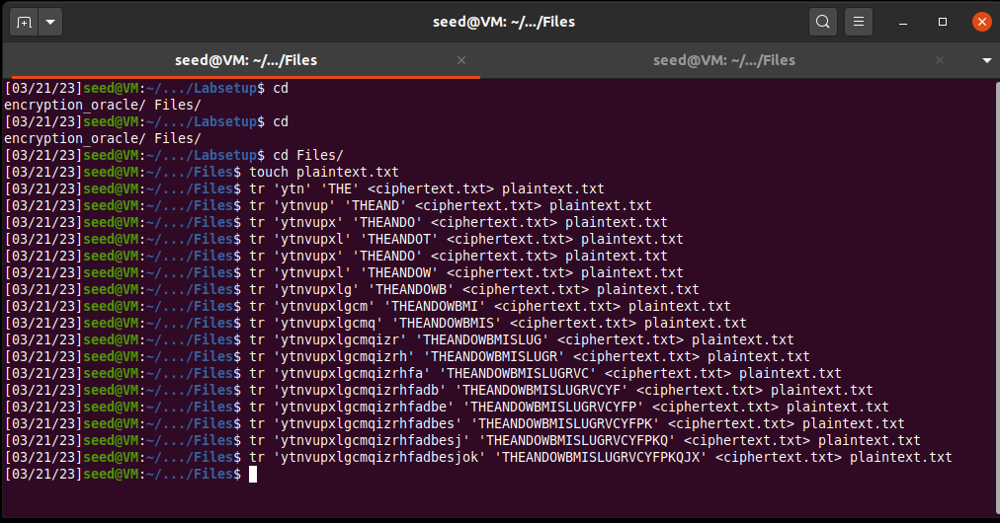 seed@VM: ~/.../Files
seed@VM: ~/.../Files seed@VM: ~/.../Files
[03/21/23]seed@VM:~/.../Labsetup$ cd
encryption_oracle/ Files/
[03/21/23]seed@VM:~/.../Labsetup$ cd
encryption_oracle/ Files/
[03/21/23]seed@VM:~/.../Labsetup$ cd Files/
[03/21/23]seed@VM:~/.../Files$ touch plaintext.txt
[03/21/23]seed@VM:~/.../Files$ tr 'ytn' 'THE' <ciphertext.txt> plaintext.txt
[03/21/23]seed@VM:~/.../Files$ tr 'ytnvup' 'THEAND' <ciphertext.txt> plaintext.txt
[03/21/23]seed@VM:~/.../Files$ tr 'ytnvupx' 'THEANDO' <ciphertext.txt> plaintext.txt
[03/21/23]seed@VM:~/.../Files$ tr 'ytnvupxl' 'THEANDOT' <ciphertext.txt> plaintext.txt
[03/21/23]seed@VM:~/.../Files$ tr 'ytnvupx' 'THEANDO' <ciphertext.txt> plaintext.txt
[03/21/23]seed@VM:~/.../Files$ tr 'ytnvupxl' 'THEANDOW' <ciphertext.txt> plaintext.txt
[03/21/23]seed@VM:~/.../Files$ tr 'ytnvupxlg' 'THEANDOWB' <ciphertext.txt> plaintext.txt
[03/21/23]seed@VM:~/.../Files$ tr 'ytnvupxlgcm' 'THEANDOWBMI' <ciphertext.txt> plaintext.txt
[03/21/23]seed@VM:~/.../Files$ tr 'ytnvupxlgcmq' 'THEANDOWBMIS' <ciphertext.txt> plaintext.txt
[03/21/23]seed@VM:~/.../Files$ tr 'ytnvupxlgcmqizr' 'THEANDOWBMISLUG' <ciphertext.txt> plaintext.txt
[03/21/23]seed@VM:~/.../Files$ tr 'ytnvupxlgcmqizrh' 'THEANDOWBMISLUGR' <ciphertext.txt> plaintext.txt
[03/21/23]seed@VM:~/.../Files$ tr 'ytnvupxlgcmqizrhfa' 'THEANDOWBMISLUGRVC' <ciphertext.txt> plaintext.txt
[03/21/23]seed@VM:~/.../Files$ tr 'ytnvupxlgcmqizrhfadb' 'THEANDOWBMISLUGRVCYF' <ciphertext.txt> plaintext.txt
[03/21/23]seed@VM:~/.../Files$ tr 'ytnvupxlgcmqizrhfadbe' 'THEANDOWBMISLUGRVCYFP' <ciphertext.txt> plaintext.txt
[03/21/23]seed@VM:~/.../Files$ tr 'ytnvupxlgcmqizrhfadbes' 'THEANDOWBMISLUGRVCYFPK' <ciphertext.txt> plaintext.txt
[03/21/23]seed@VM:~/.../Files$ tr 'ytnvupxlgcmqizrhfadbesj' 'THEANDOWBMISLUGRVCYFPKQ' <ciphertext.txt> plaintext.txt
[03/21/23]seed@VM:~/.../Files$ tr 'ytnvupxlgcmqizrhfadbesjok' 'THEANDOWBMISLUGRVCYFPKQJX' <ciphertext.txt> plaintext.txt
[03/21/23]seed@VM:~/.../Files$